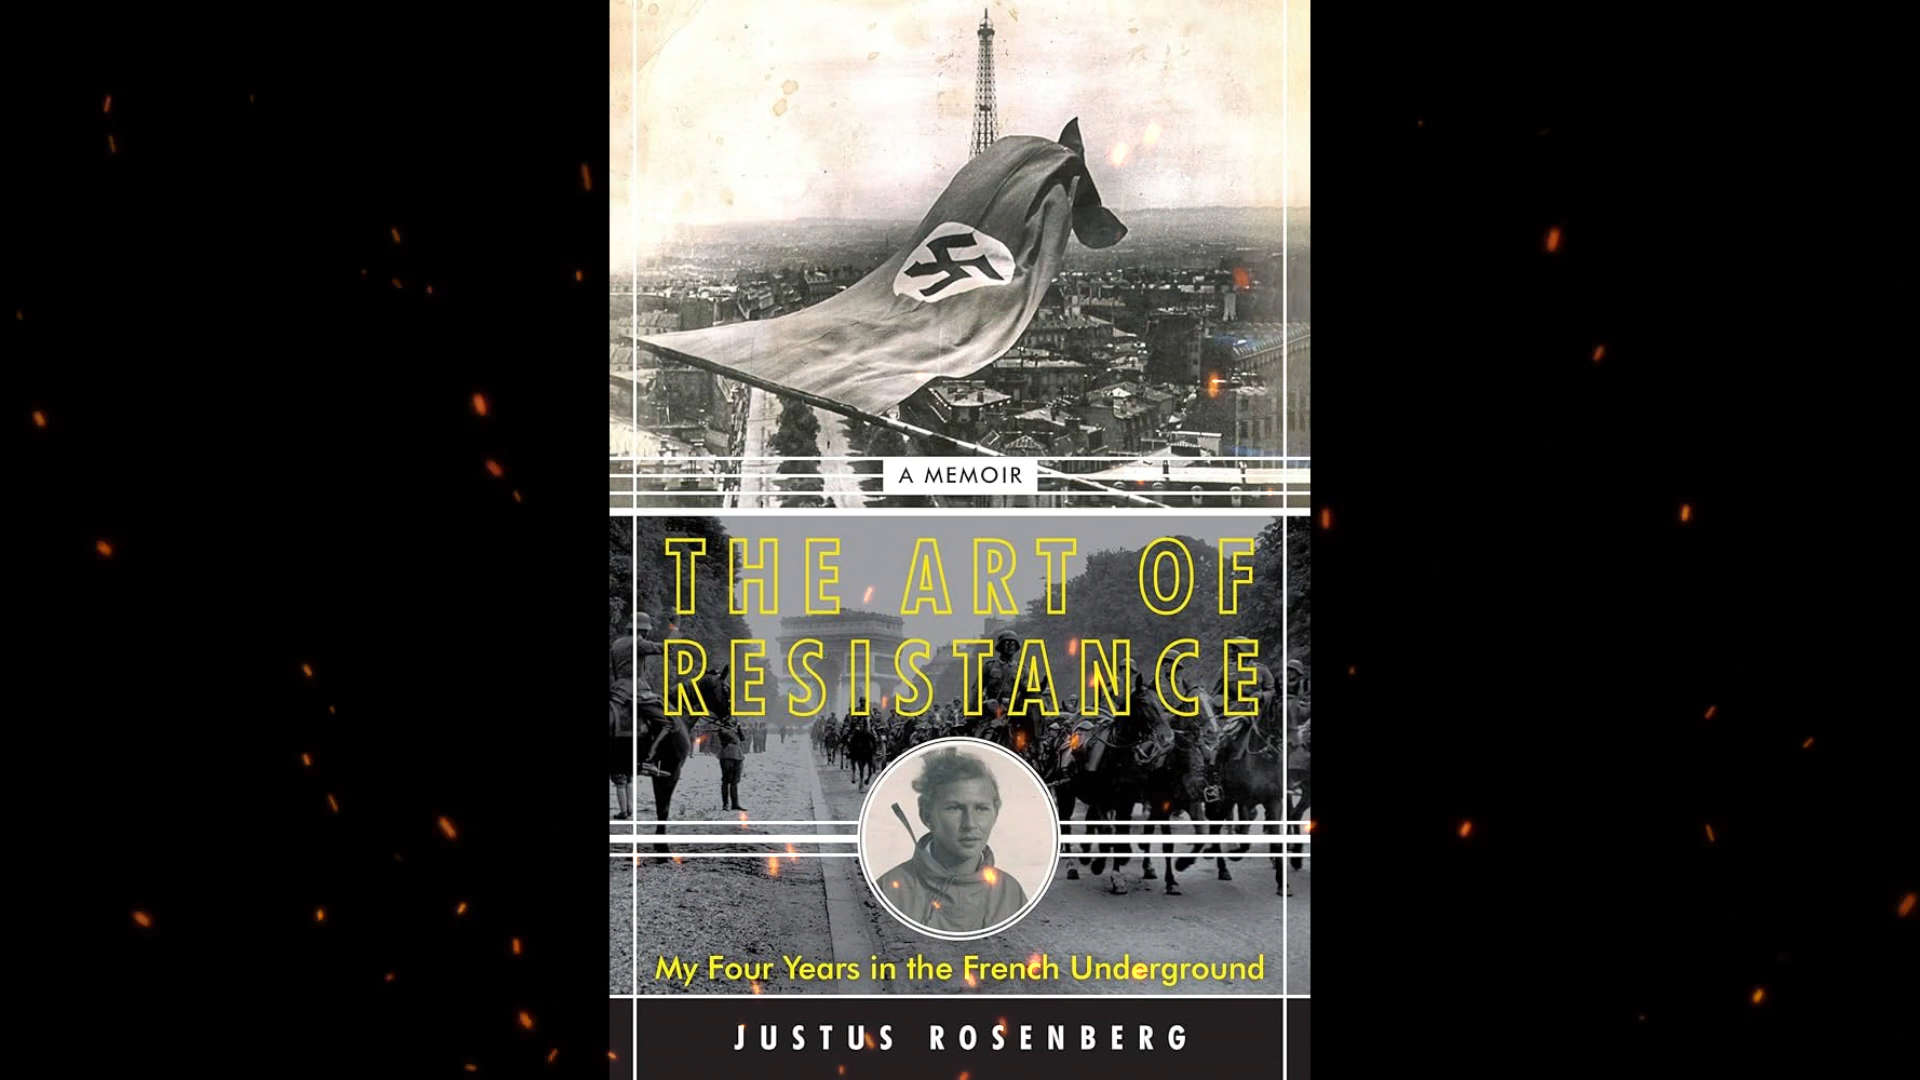 A MEMOIR
THE ART OF
RESISTANCE
My Four Years in the French Underground
JUSTUS ROSENBERG